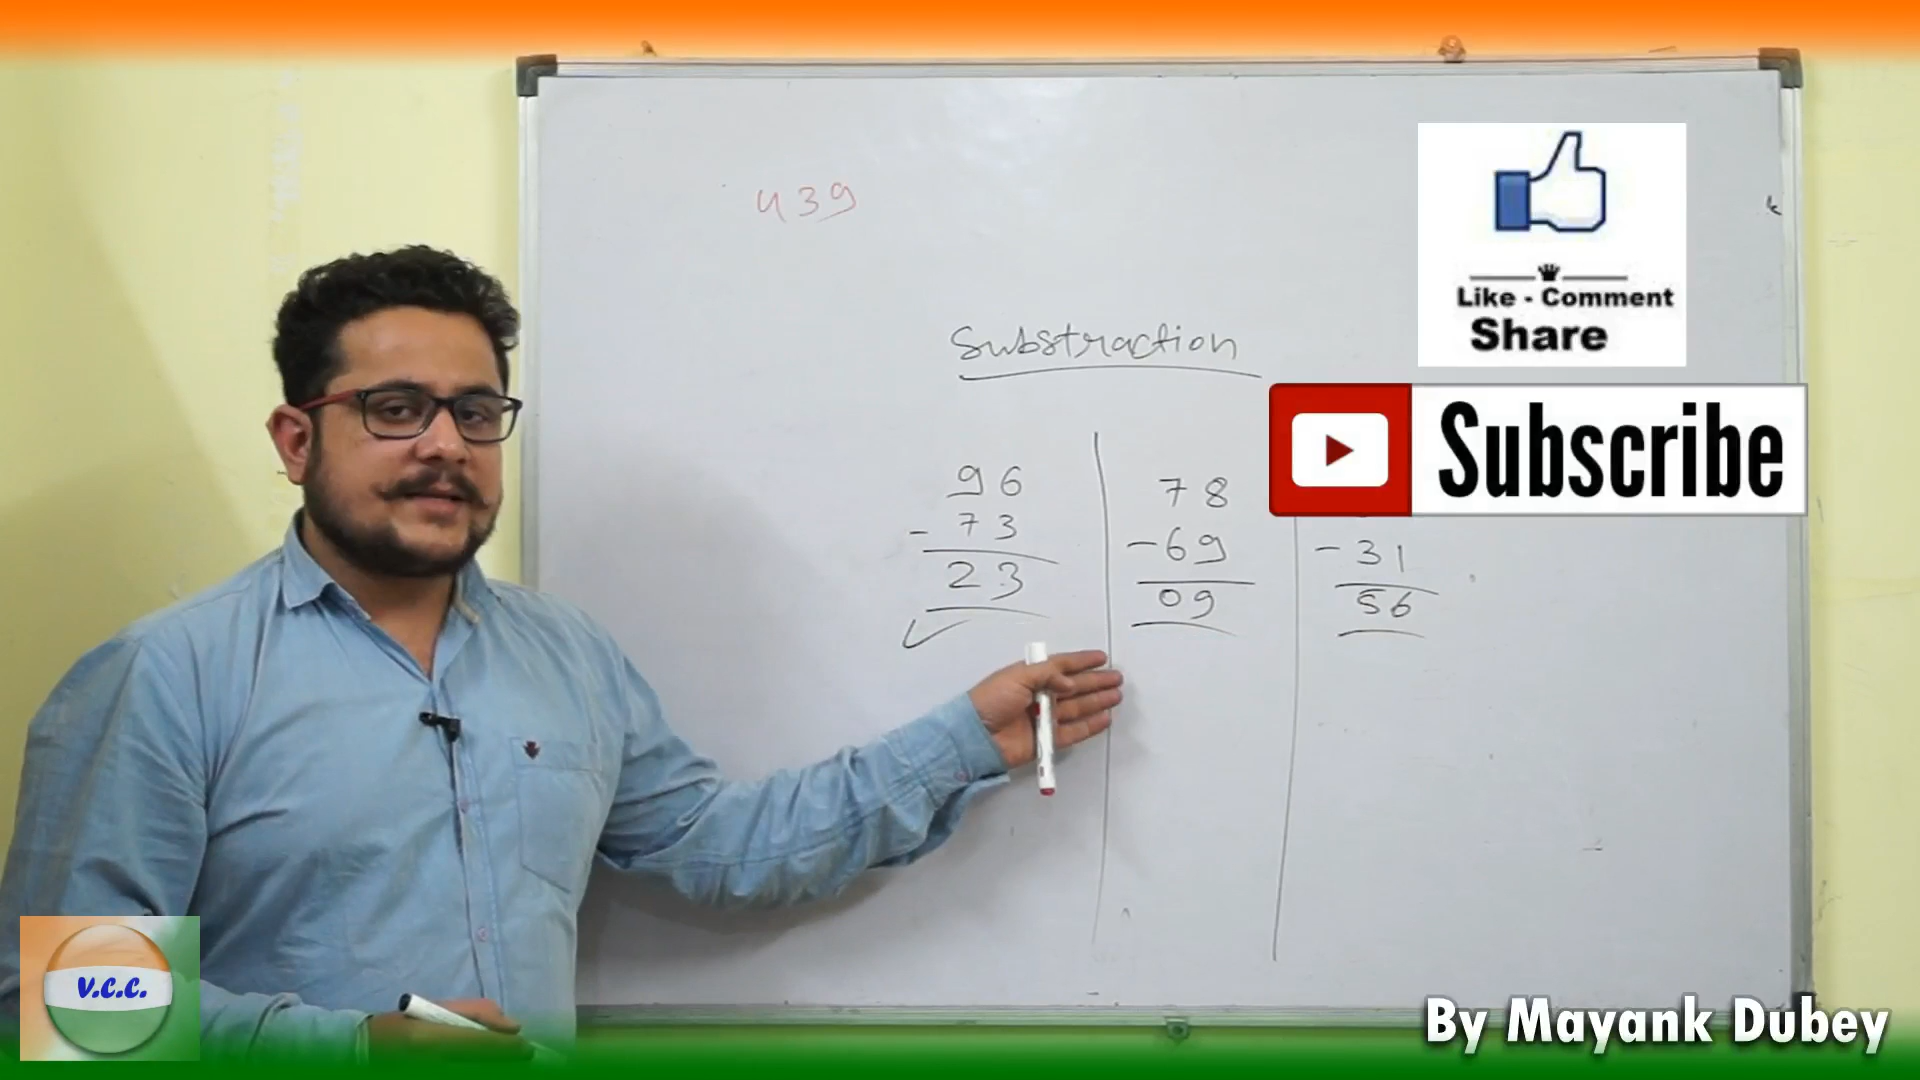 439
Like - Comment
Share
Substraction
Subscribe
96
- 73
23
78
- 69
09
- 31
56
V.C.C.
By Mayank Dubey